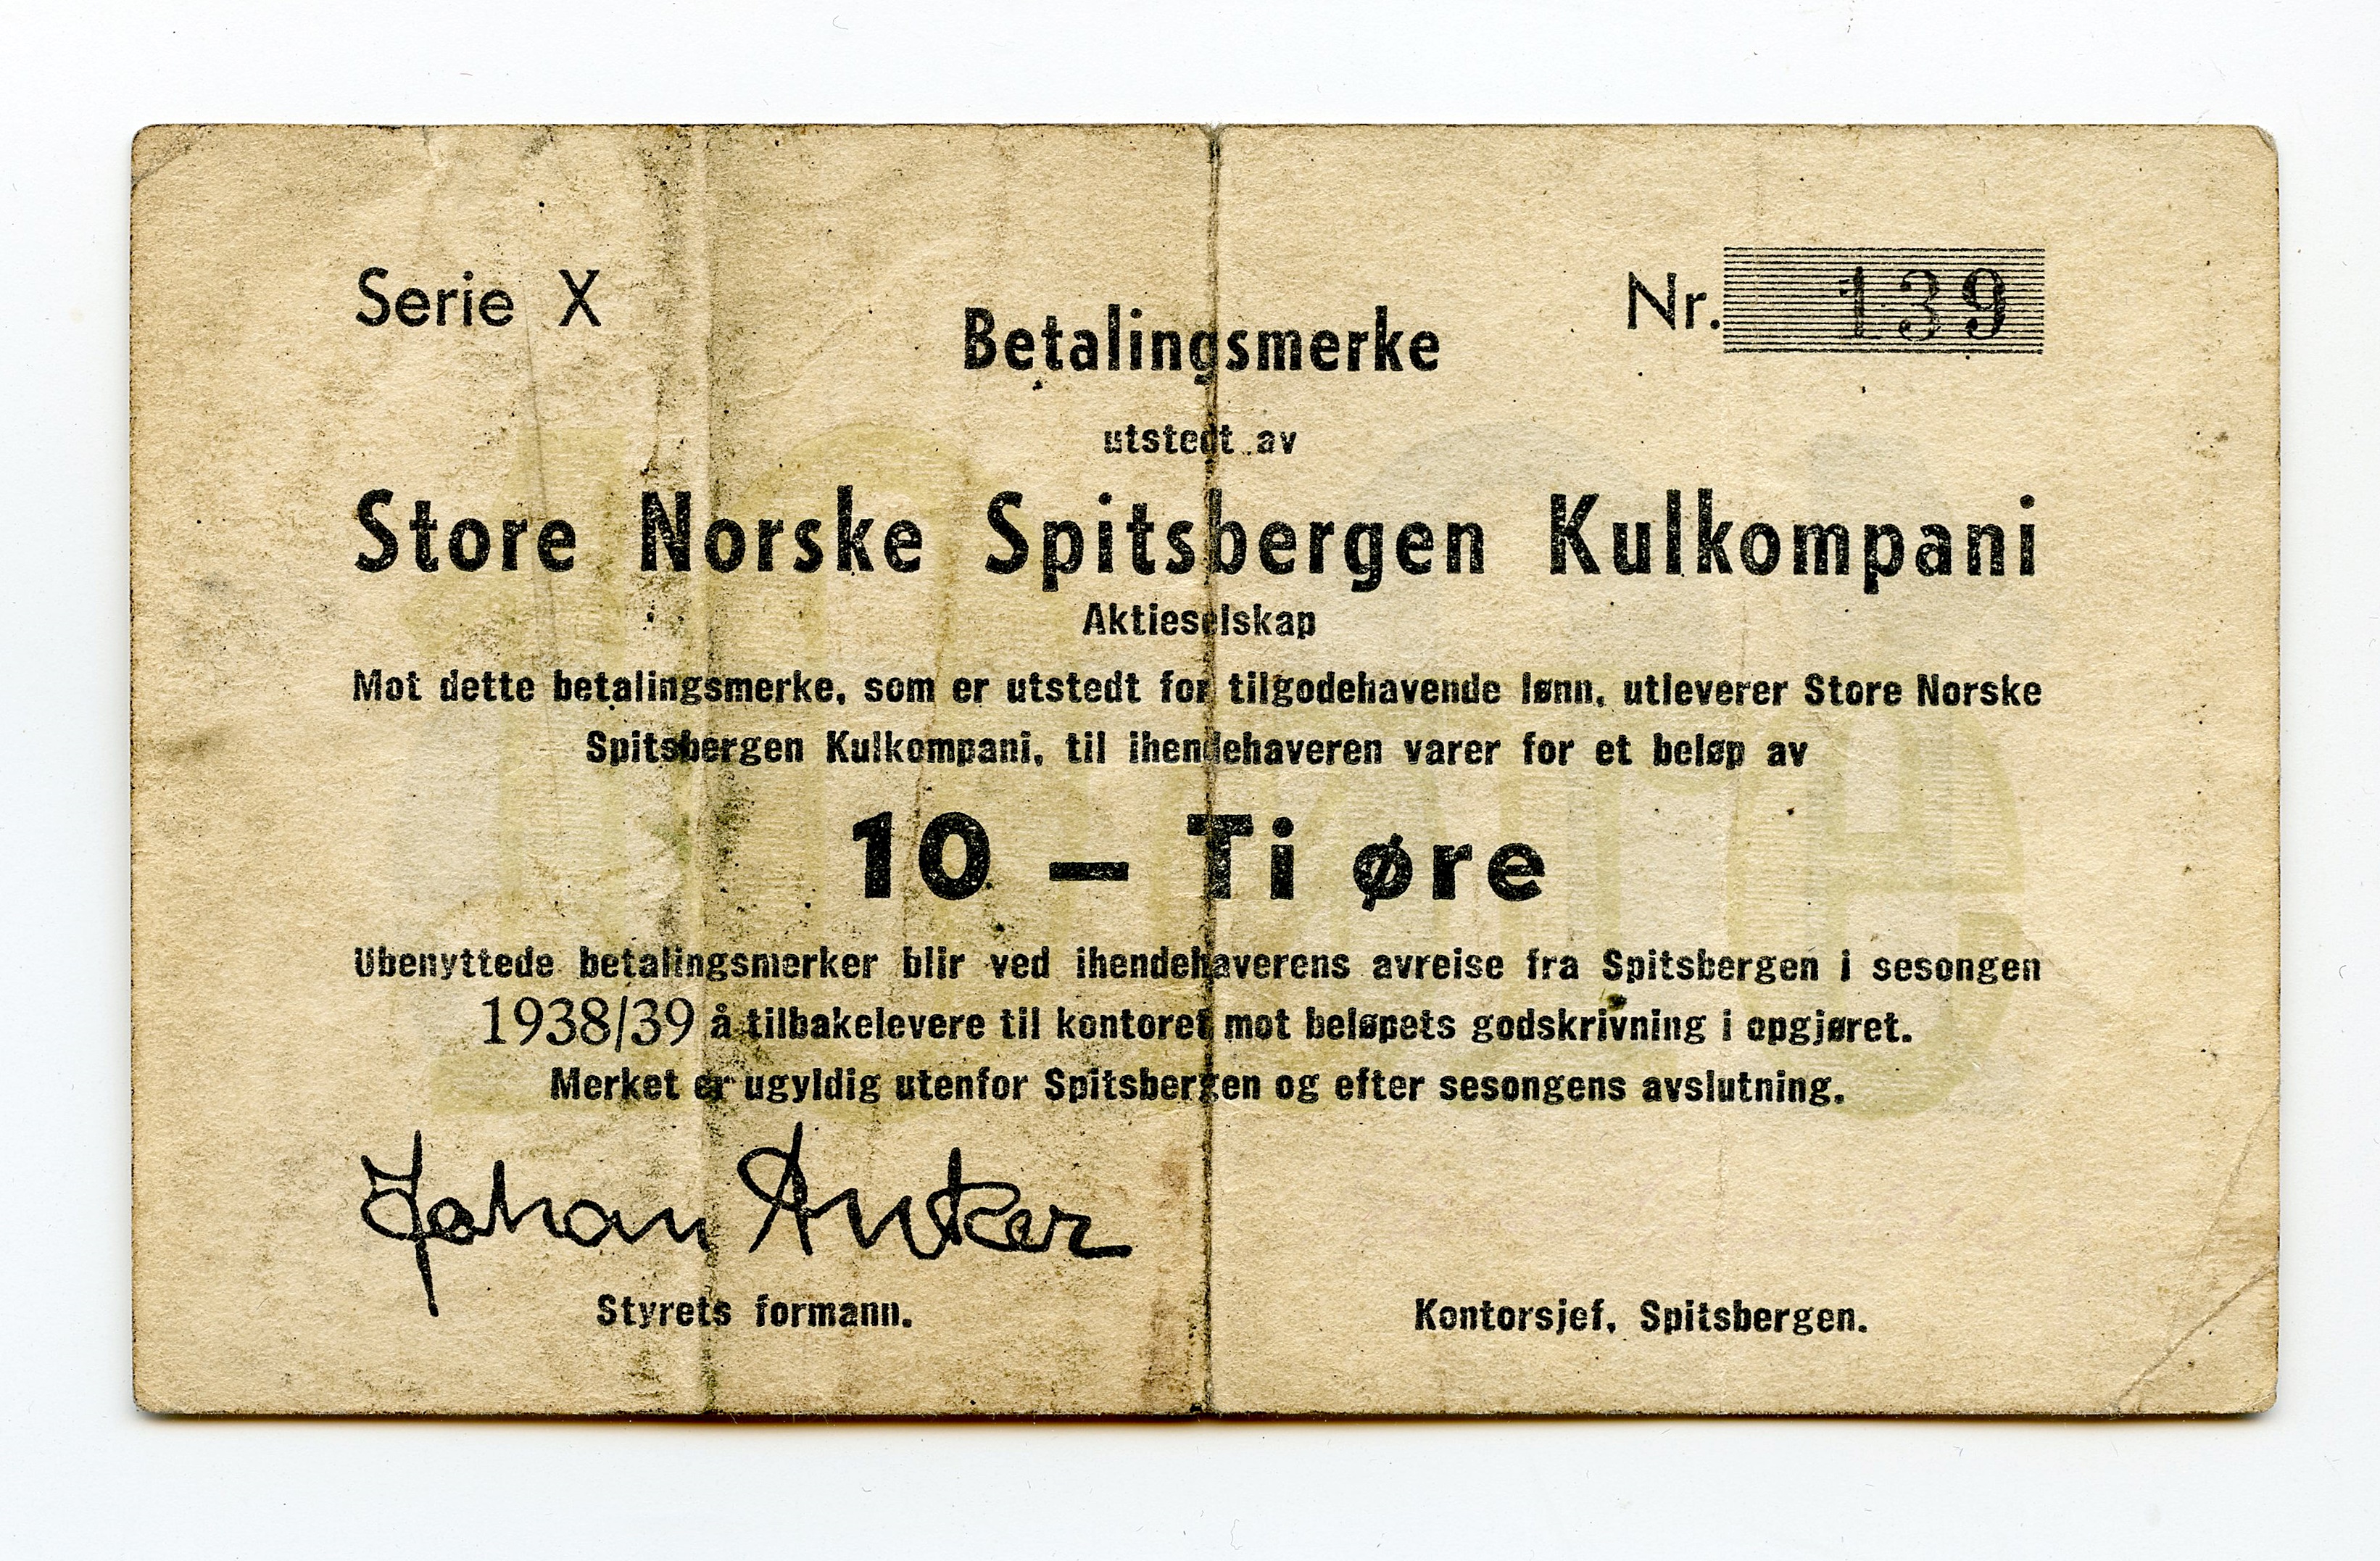 Serie X
Nr. 139
Betalingsmerke
utstedt av
Store Norske Spitsbergen Kulkompani
Aktieselskap
Mot dette betalingsmerke, som er utstedt for tilgodehavende lønn, utleverer Store Norske
Spitsbergen Kulkompani, til ihendehaveren varer for et beløp av
10 — Ti øre
Ubenyttede betalingsmerker blir ved ihendehaverens avreise fra Spitsbergen i sesongen
1938/39 å tilbakelevere til kontoret mot beløpets godskrivning i opgjøret.
Merket er ugyldig utenfor Spitsbergen og efter sesongens avslutning.
Johan Anker
Styrets formann.
Kontorsjef, Spitsbergen.